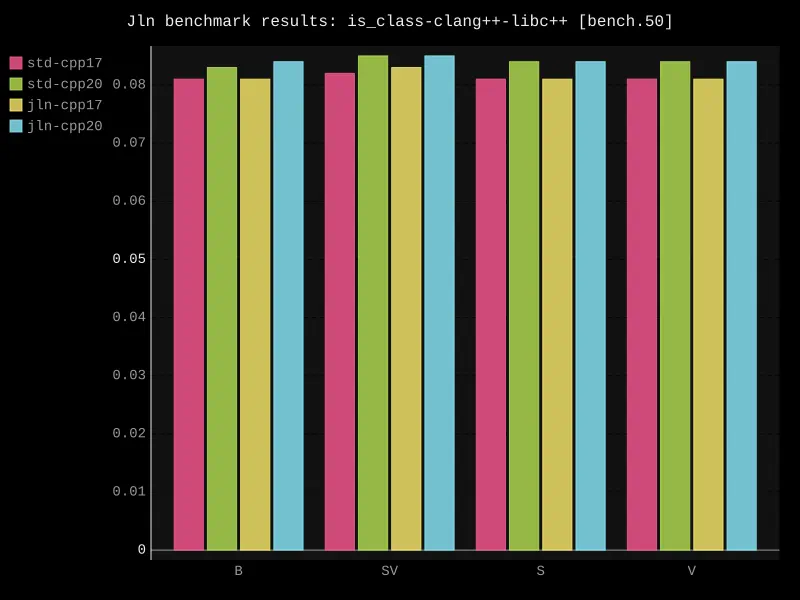 Jln benchmark results: is_class-clang++-libc++ [bench.50]
std-cpp17
std-cpp20
jln-cpp17
jln-cpp20
0.08
0.07
0.06
0.05
0.04
0.03
0.02
0.01
0
B SV S V